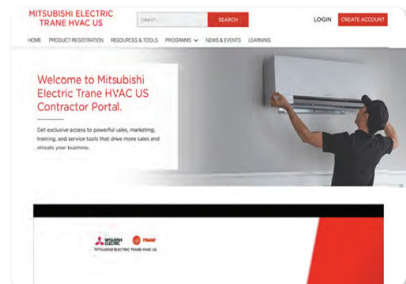 MITSUBISHI ELECTRIC
TRANE HVAC US
SEARCH
LOGIN
CREATE ACCOUNT
HOME PRODUCT REGISTRATION RESOURCES & TOOLS PROGRAMS NEWS & EVENTS LEARNING
Welcome to Mitsubishi
Electric Trane HVAC US
Contractor Portal.
Get exclusive access to powerful sales, marketing,
training, and service tools that drive more sales and
elevate your business.
MITSUBISHI
ELECTRIC
TRANE
MITSUBISHI ELECTRIC TRANE HVAC US